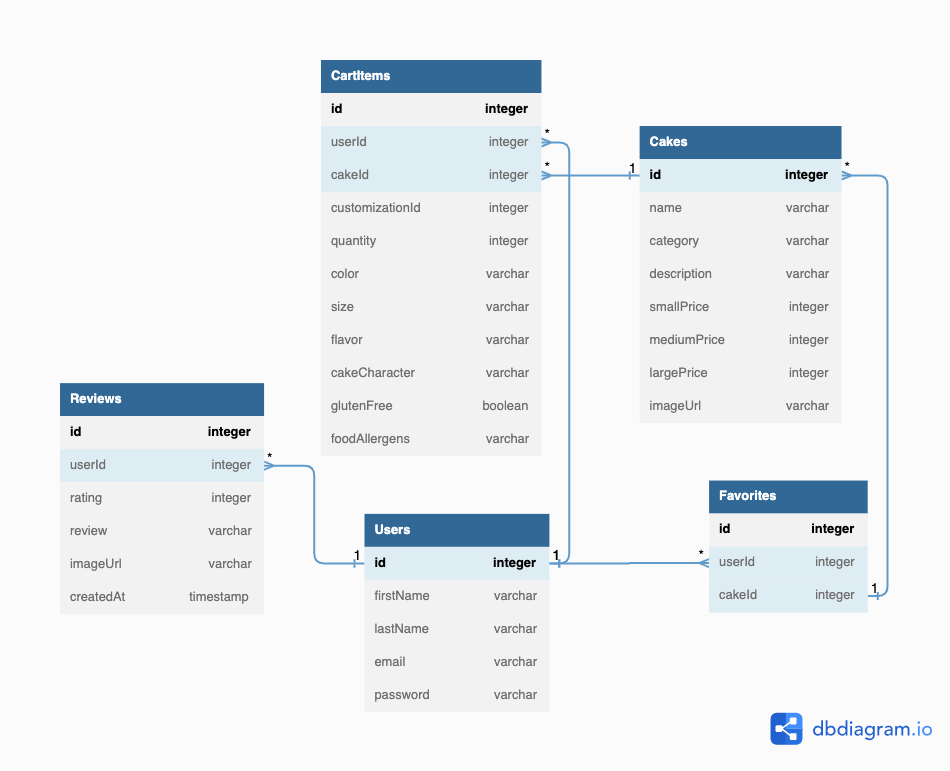 CartItems
id integer
userId integer
cakeId integer
customizationId integer
quantity integer
color varchar
size varchar
flavor varchar
cakeCharacter varchar
glutenFree boolean
foodAllergens varchar
* 
*
1
Cakes
id integer
name varchar
category varchar
description varchar
smallPrice integer
mediumPrice integer
largePrice integer
imageUrl varchar
*
Reviews
id integer
userId integer
rating integer
review varchar
imageUrl varchar
createdAt timestamp
*
1
Users
id integer
firstName varchar
lastName varchar
email varchar
password varchar
1
*
Favorites
id integer
userId integer
cakeId integer
1
dbdiagram.io